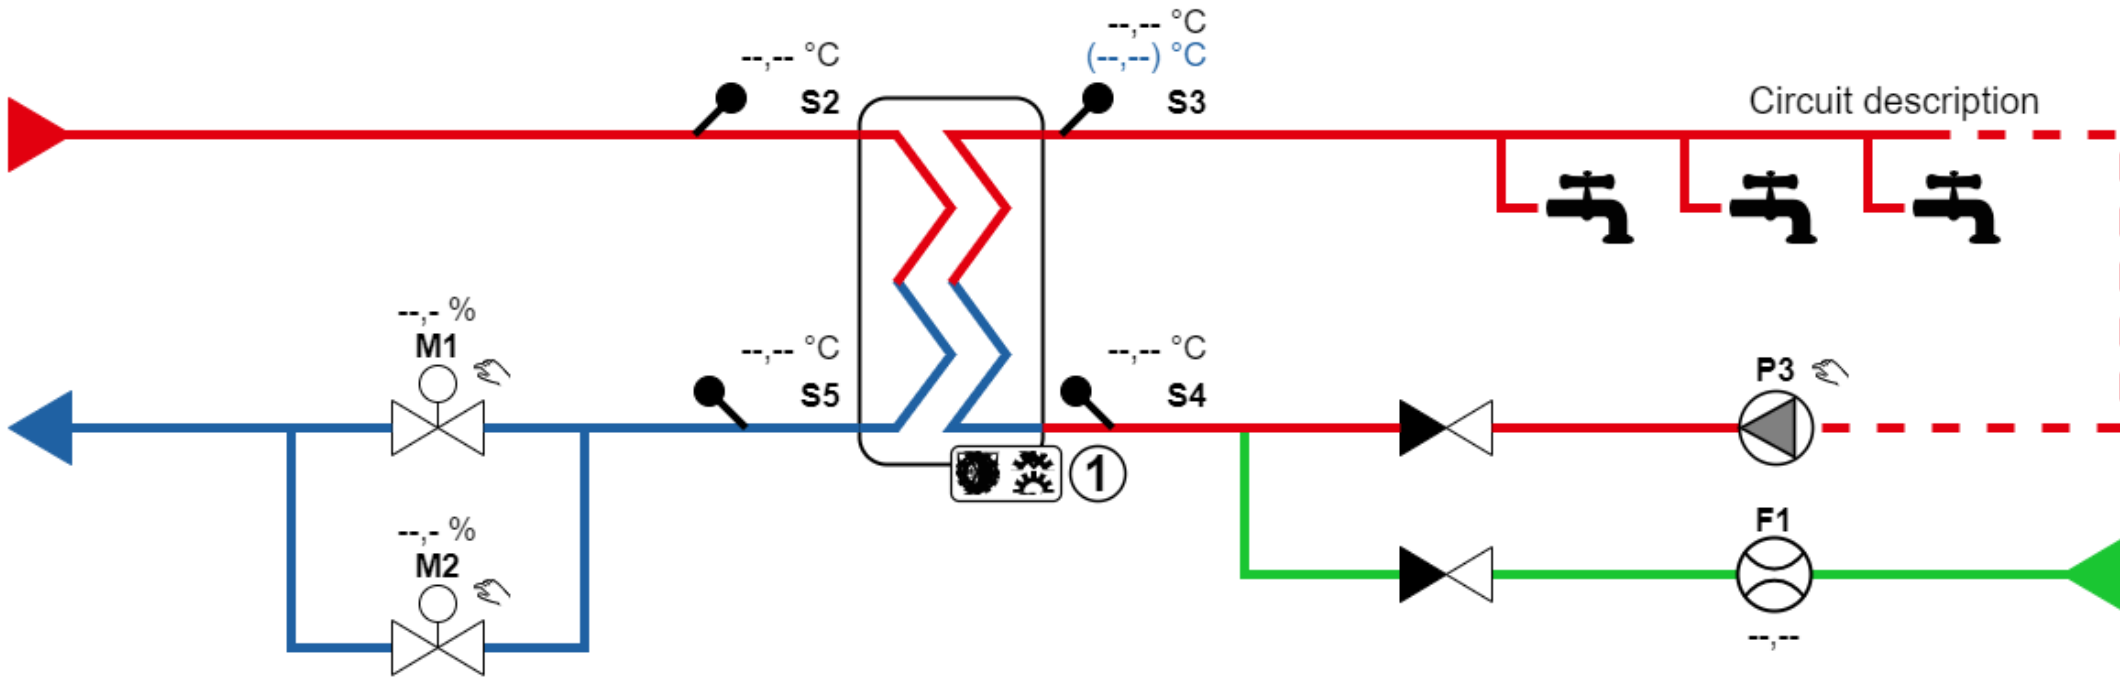 --,-- °C
(--,--) °C
--,-- °C
S2
S3
Circuit description
--,- %
M1
--,-- °C
S5
--,-- °C
S4
P3
1
--,- %
M2
F1
--,--